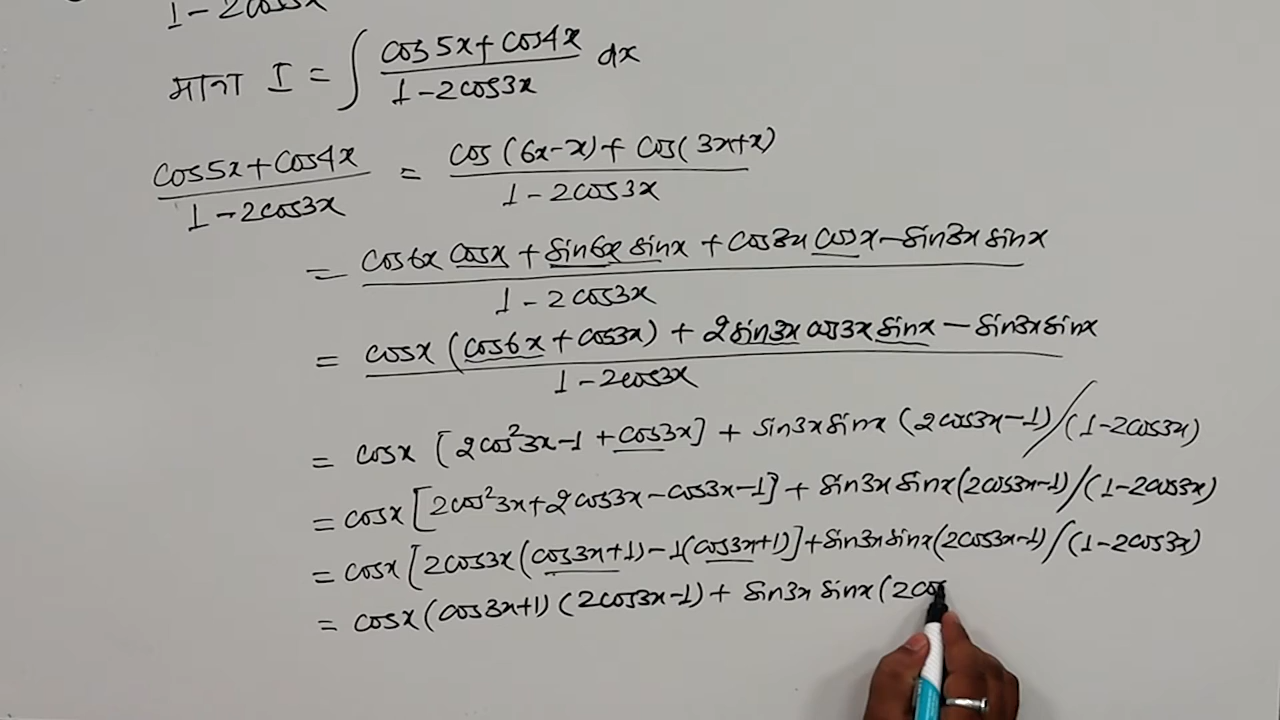 1 - 2cos3x
माना I = ∫ (cos5x + cos4x)/(1 - 2cos3x) dx
(cos5x + cos4x)/(1 - 2cos3x) = (cos(6x-x) + cos(3x+x))/(1 - 2cos3x)
= (cos6x cosx + sin6x sinx + cos3x cosx - sin3x sinx)/(1 - 2cos3x)
= (cosx (cos6x + cos3x) + 2sin3x cos3x sinx - sin3x sinx)/(1 - 2cos3x)
= cosx [2cos²3x-1 + cos3x] + sin3x sinx (2cos3x-1)/(1-2cos3x)
= cosx [2cos²3x + 2cos3x - cos3x - 1] + sin3x sinx (2cos3x-1)/(1-2cos3x)
= cosx [2cos3x (cos3x+1) - 1(cos3x+1)] + sin3x sinx (2cos3x-1)/(1-2cos3x)
= cosx (cos3x+1) (2cos3x-1) + sin3x sinx (2cos